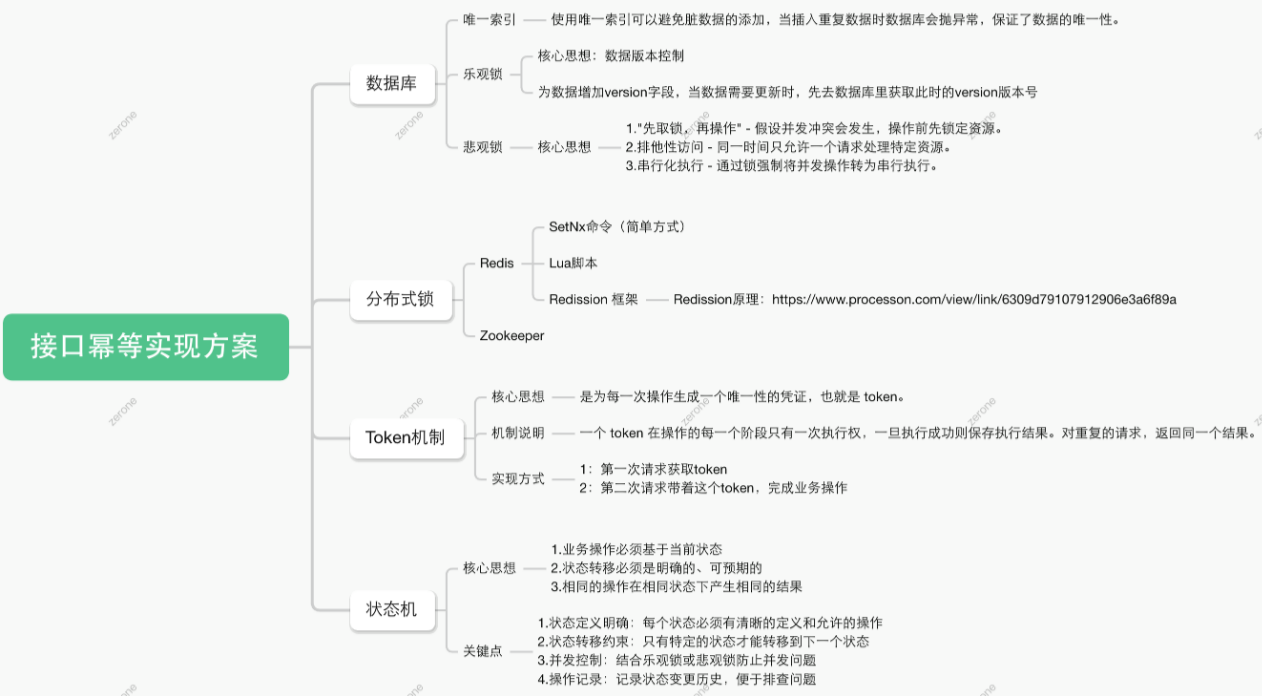 接口幂等实现方案
数据库
唯一索引
使用唯一索引可以避免脏数据的添加，当插入重复数据时数据库会抛异常，保证了数据的唯一性。
乐观锁
核心思想：数据版本控制
为数据增加version字段，当数据需要更新时，先去数据库里获取此时的version版本号
悲观锁
核心思想
1."先取锁，再操作" - 假设并发冲突会发生，操作前先锁定资源。
2.排他性访问 - 同一时间只允许一个请求处理特定资源。
3.串行化执行 - 通过锁强制将并发操作转为串行执行。
分布式锁
Redis
SetNx命令（简单方式）
Lua脚本
Redission 框架
Redission原理：https://www.processon.com/view/link/6309d79107912906e3a6f89a
Zookeeper
Token机制
核心思想
是为每一次操作生成一个唯一性的凭证，也就是 token。
机制说明
一个 token 在操作的每一个阶段只有一次执行权，一旦执行成功则保存执行结果。对重复的请求，返回同一个结果。
实现方式
1：第一次请求获取token
2：第二次请求带着这个token，完成业务操作
状态机
核心思想
1.业务操作必须基于当前状态
2.状态转移必须是明确的、可预期的
3.相同的操作在相同状态下产生相同的结果
关键点
1.状态定义明确：每个状态必须有清晰的定义和允许的操作
2.状态转移约束：只有特定的状态才能转移到下一个状态
3.并发控制：结合乐观锁或悲观锁防止并发问题
4.操作记录：记录状态变更历史，便于排查问题
zerone
zerone
zerone
zerone
zerone
zerone
zerone
zerone